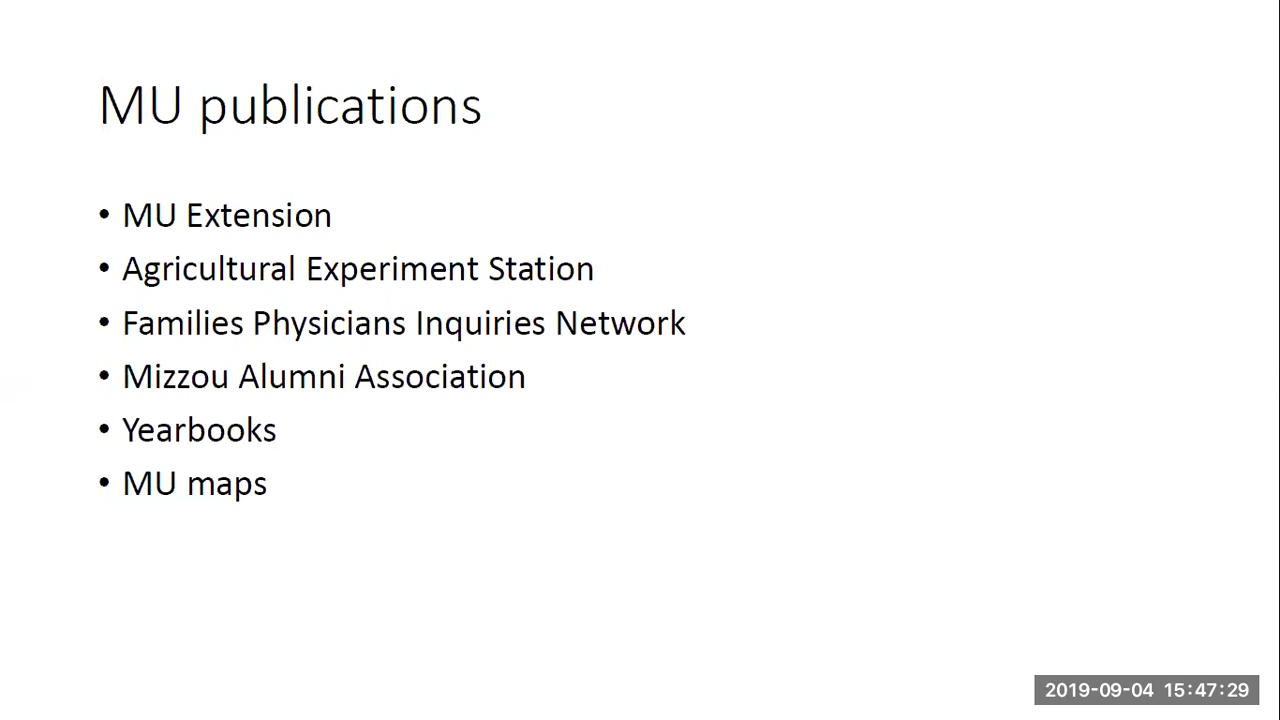 MU publications
• MU Extension
• Agricultural Experiment Station
• Families Physicians Inquiries Network
• Mizzou Alumni Association
• Yearbooks
• MU maps
2019-09-04 15:47:29